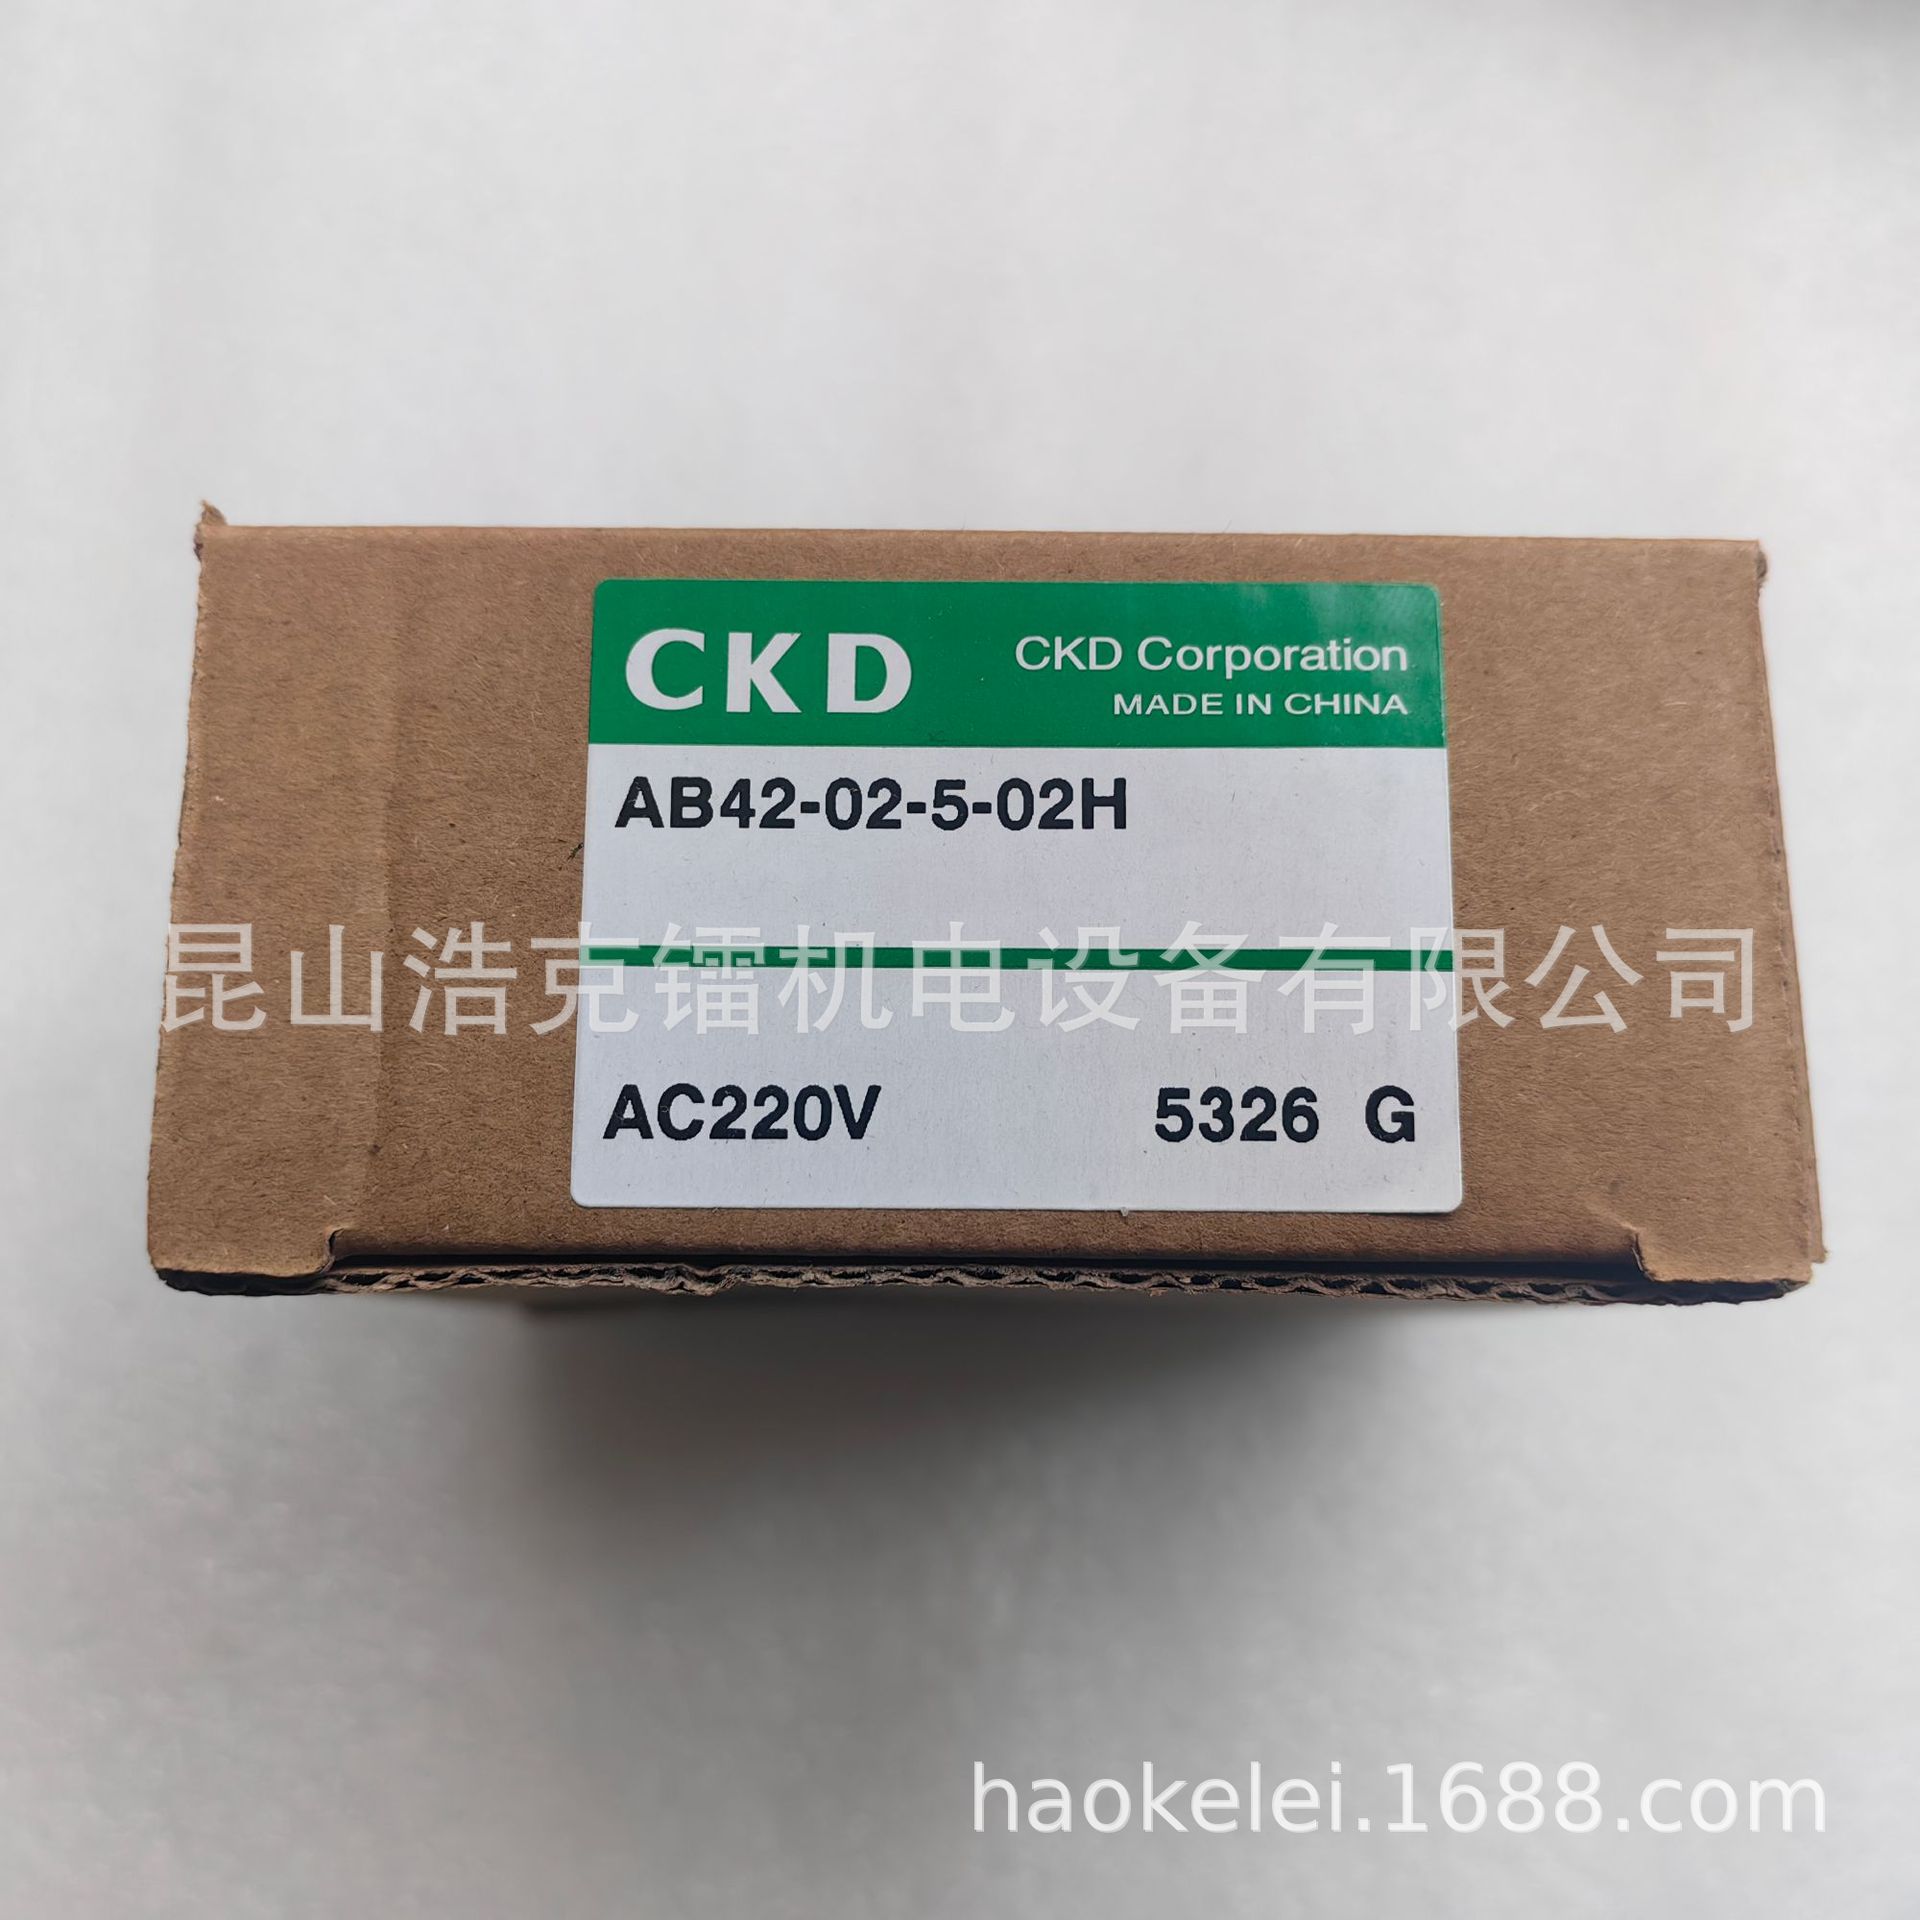 CKD
CKD Corporation
MADE IN CHINA
AB42-02-5-02H
昆山浩克镭机电设备有限公司
AC220V 5326 G
haokelei.1688.com